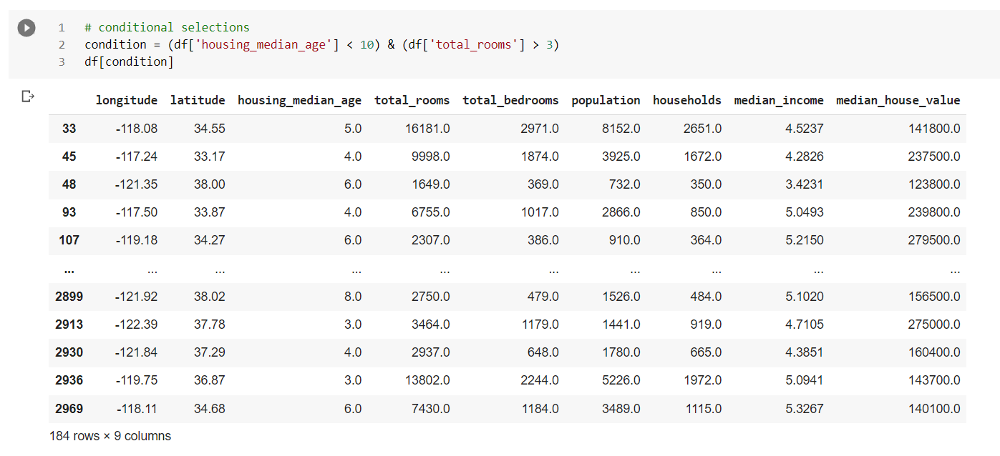 1 # conditional selections
2 condition = (df['housing_median_age'] < 10) & (df['total_rooms'] > 3)
3 df[condition]
longitude latitude housing_median_age total_rooms total_bedrooms population households median_income median_house_value
33 -118.08 34.55 5.0 16181.0 2971.0 8152.0 2651.0 4.5237 141800.0
45 -117.24 33.17 4.0 9998.0 1874.0 3925.0 1672.0 4.2826 237500.0
48 -121.35 38.00 6.0 1649.0 369.0 732.0 350.0 3.4231 123800.0
93 -117.50 33.87 4.0 6755.0 1017.0 2866.0 850.0 5.0493 239800.0
107 -119.18 34.27 6.0 2307.0 386.0 910.0 364.0 5.2150 279500.0
... ... ... ... ... ... ... ... ... ...
2899 -121.92 38.02 8.0 2750.0 479.0 1526.0 484.0 5.1020 156500.0
2913 -122.39 37.78 3.0 3464.0 1179.0 1441.0 919.0 4.7105 275000.0
2930 -121.84 37.29 4.0 2937.0 648.0 1780.0 665.0 4.3851 160400.0
2936 -119.75 36.87 3.0 13802.0 2244.0 5226.0 1972.0 5.0941 143700.0
2969 -118.11 34.68 6.0 7430.0 1184.0 3489.0 1115.0 5.3267 140100.0
184 rows × 9 columns